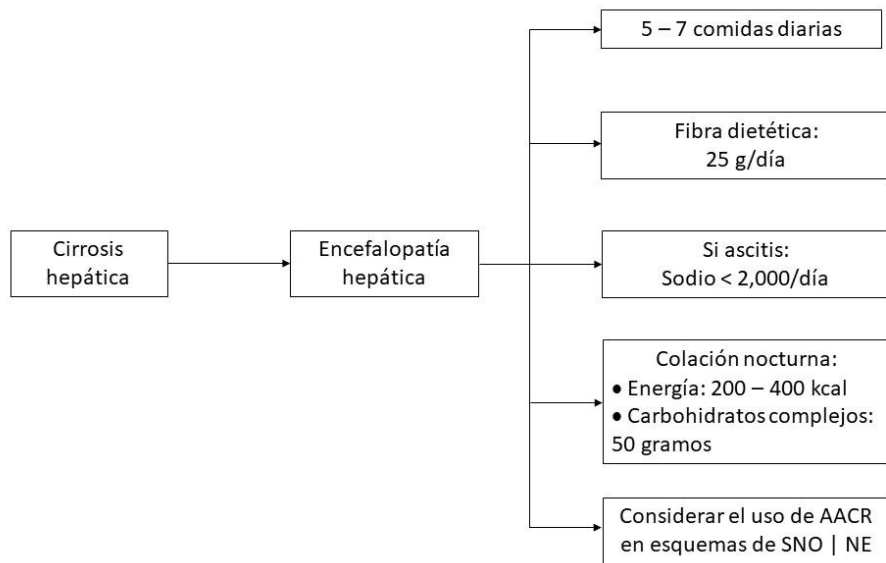 5 – 7 comidas diarias
Fibra dietética:
25 g/día
Cirrosis
hepática
Encefalopatía
hepática
Si ascitis:
Sodio < 2,000/día
Colación nocturna:
● Energía: 200 – 400 kcal
● Carbohidratos complejos:
50 gramos
Considerar el uso de AACR
en esquemas de SNO | NE